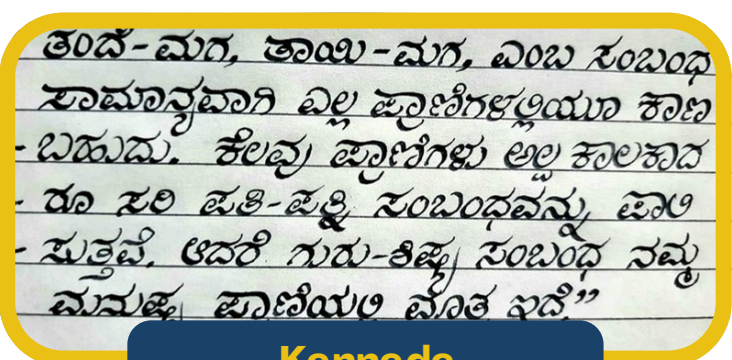 ತಂದೆ-ಮಗ, ತಾಯಿ-ಮಗ, ಎಂಬ ಸಂಬಂಧ
ಸಾಮಾನ್ಯವಾಗಿ ಎಲ್ಲ ಪ್ರಾಣಿಗಳಲ್ಲಿಯೂ ಕಾಣ
-ಬಹುದು. ಕೆಲವು ಪ್ರಾಣಿಗಳು ಅಲ್ಪ ಕಾಲಕಾದ
-ರೂ ಸರಿ ಪತಿ-ಪತ್ನಿ ಸಂಬಂಧವನ್ನು ಪಾಲಿ
-ಸುತ್ತವೆ. ಆದರೆ ಗುರು-ಶಿಷ್ಯ ಸಂಬಂಧ ನಮ್ಮ
ಮನುಷ್ಯ ಪ್ರಾಣಿಯಲಿ ಮಾತ್ರ ಇದೆ"
Kannada